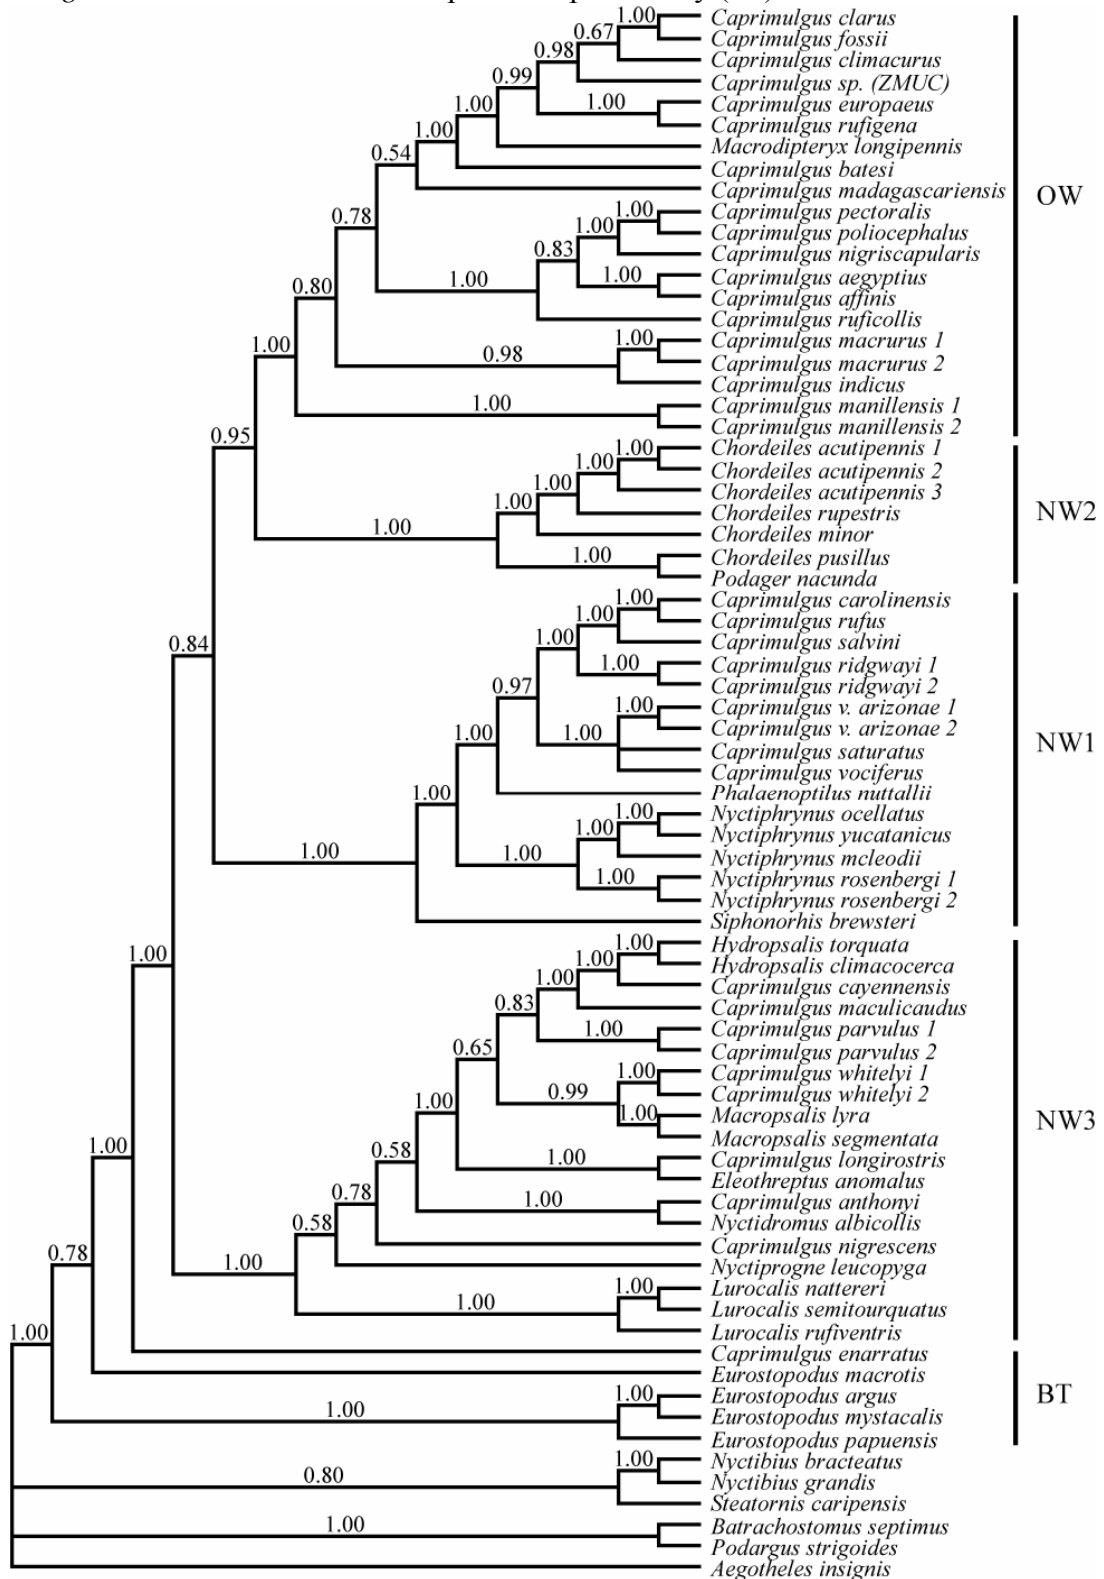 1.00 Caprimulgus clarus
0.67 Caprimulgus fossii
0.98 Caprimulgus climacurus
0.99 Caprimulgus sp. (ZMUC)
1.00 1.00 Caprimulgus europaeus
1.00 Caprimulgus rufigena
0.54 Macrodipteryx longipennis
Caprimulgus batesi
Caprimulgus madagascariensis
OW
0.78 1.00 Caprimulgus pectoralis
1.00 Caprimulgus poliocephalus
0.83 Caprimulgus nigriscapularis
1.00 1.00 Caprimulgus aegyptius
0.80 Caprimulgus affinis
Caprimulgus ruficollis
1.00 1.00 Caprimulgus macrurus 1
0.98 Caprimulgus macrurus 2
Caprimulgus indicus
1.00 Caprimulgus manillensis 1
0.95 Caprimulgus manillensis 2
1.00 Chordeiles acutipennis 1
1.00 Chordeiles acutipennis 2
1.00 Chordeiles acutipennis 3
1.00 Chordeiles rupestris
NW2
1.00 Chordeiles minor
1.00 Chordeiles pusillus
Podager nacunda
1.00 Caprimulgus carolinensis
1.00 Caprimulgus rufus
0.84 1.00 Caprimulgus salvini
1.00 Caprimulgus ridgwayi 1
0.97 Caprimulgus ridgwayi 2
1.00 Caprimulgus v. arizonae 1
1.00 1.00 Caprimulgus v. arizonae 2
NW1
Caprimulgus saturatus
Caprimulgus vociferus
1.00 Phalaenoptilus nuttallii
1.00 Nyctiphrynus ocellatus
1.00 Nyctiphrynus yucatanicus
1.00 1.00 Nyctiphrynus mcleodii
1.00 Nyctiphrynus rosenbergi 1
Nyctiphrynus rosenbergi 2
Siphonorhis brewsteri
1.00 1.00 Hydropsalis torquata
1.00 Hydropsalis climacocerca
1.00 Caprimulgus cayennensis
0.83 Caprimulgus maculicaudus
1.00 Caprimulgus parvulus 1
0.65 Caprimulgus parvulus 2
1.00 Caprimulgus whitelyi 1
0.99 Caprimulgus whitelyi 2
1.00 1.00 Macropsalis lyra
NW3
1.00 0.58 Macropsalis segmentata
1.00 Caprimulgus longirostris
0.78 Eleothreptus anomalus
1.00 Caprimulgus anthonyi
0.58 Nyctidromus albicollis
0.78 Caprimulgus nigrescens
1.00 Nyctiprogne leucopyga
1.00 Lurocalis nattereri
1.00 Lurocalis semitourquatus
1.00 Lurocalis rufiventris
Caprimulgus enarratus
Eurostopodus macrotis
BT
1.00 Eurostopodus argus
1.00 Eurostopodus mystacalis
Eurostopodus papuensis
1.00 Nyctibius bracteatus
0.80 Nyctibius grandis
Steatornis caripensis
1.00 Batrachostomus septimus
Podargus strigoides
Aegotheles insignis